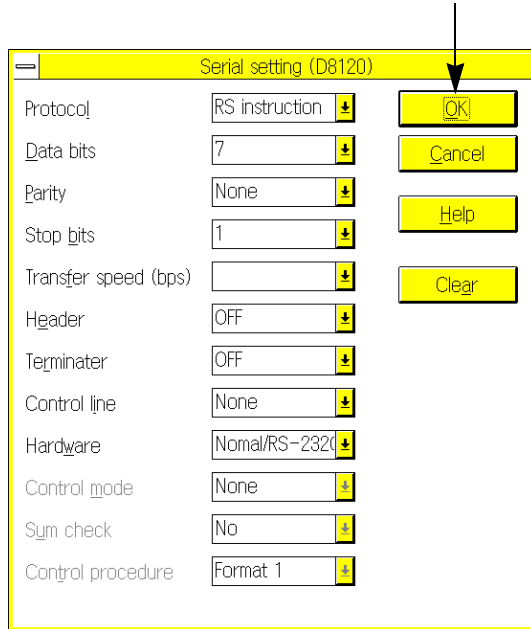 Serial setting (D8120)
Protocol RS instruction OK
Data bits 7 Cancel
Parity None
Help
Stop bits 1
Transfer speed (bps)
Clear
Header OFF
Terminater OFF
Control line None
Hardware Nomal/RS-232C
Control mode None
Sum check No
Control procedure Format 1